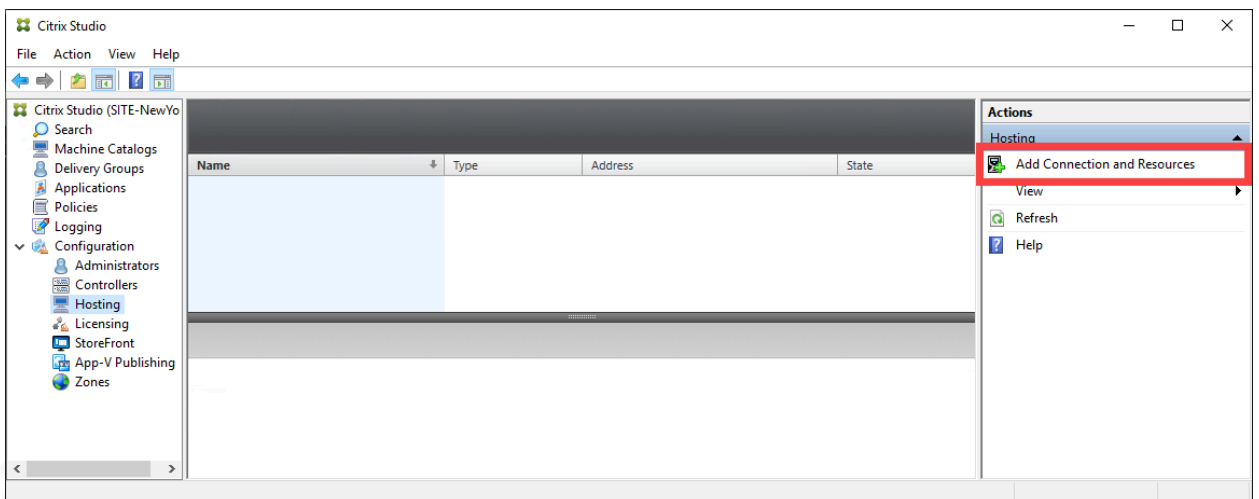 Citrix Studio
File Action View Help
Citrix Studio (SITE-NewYo
Search
Machine Catalogs
Delivery Groups
Applications
Policies
Logging
Configuration
Administrators
Controllers
Hosting
Licensing
StoreFront
App-V Publishing
Zones
Name Type Address State
Actions
Hosting
Add Connection and Resources
View
Refresh
Help